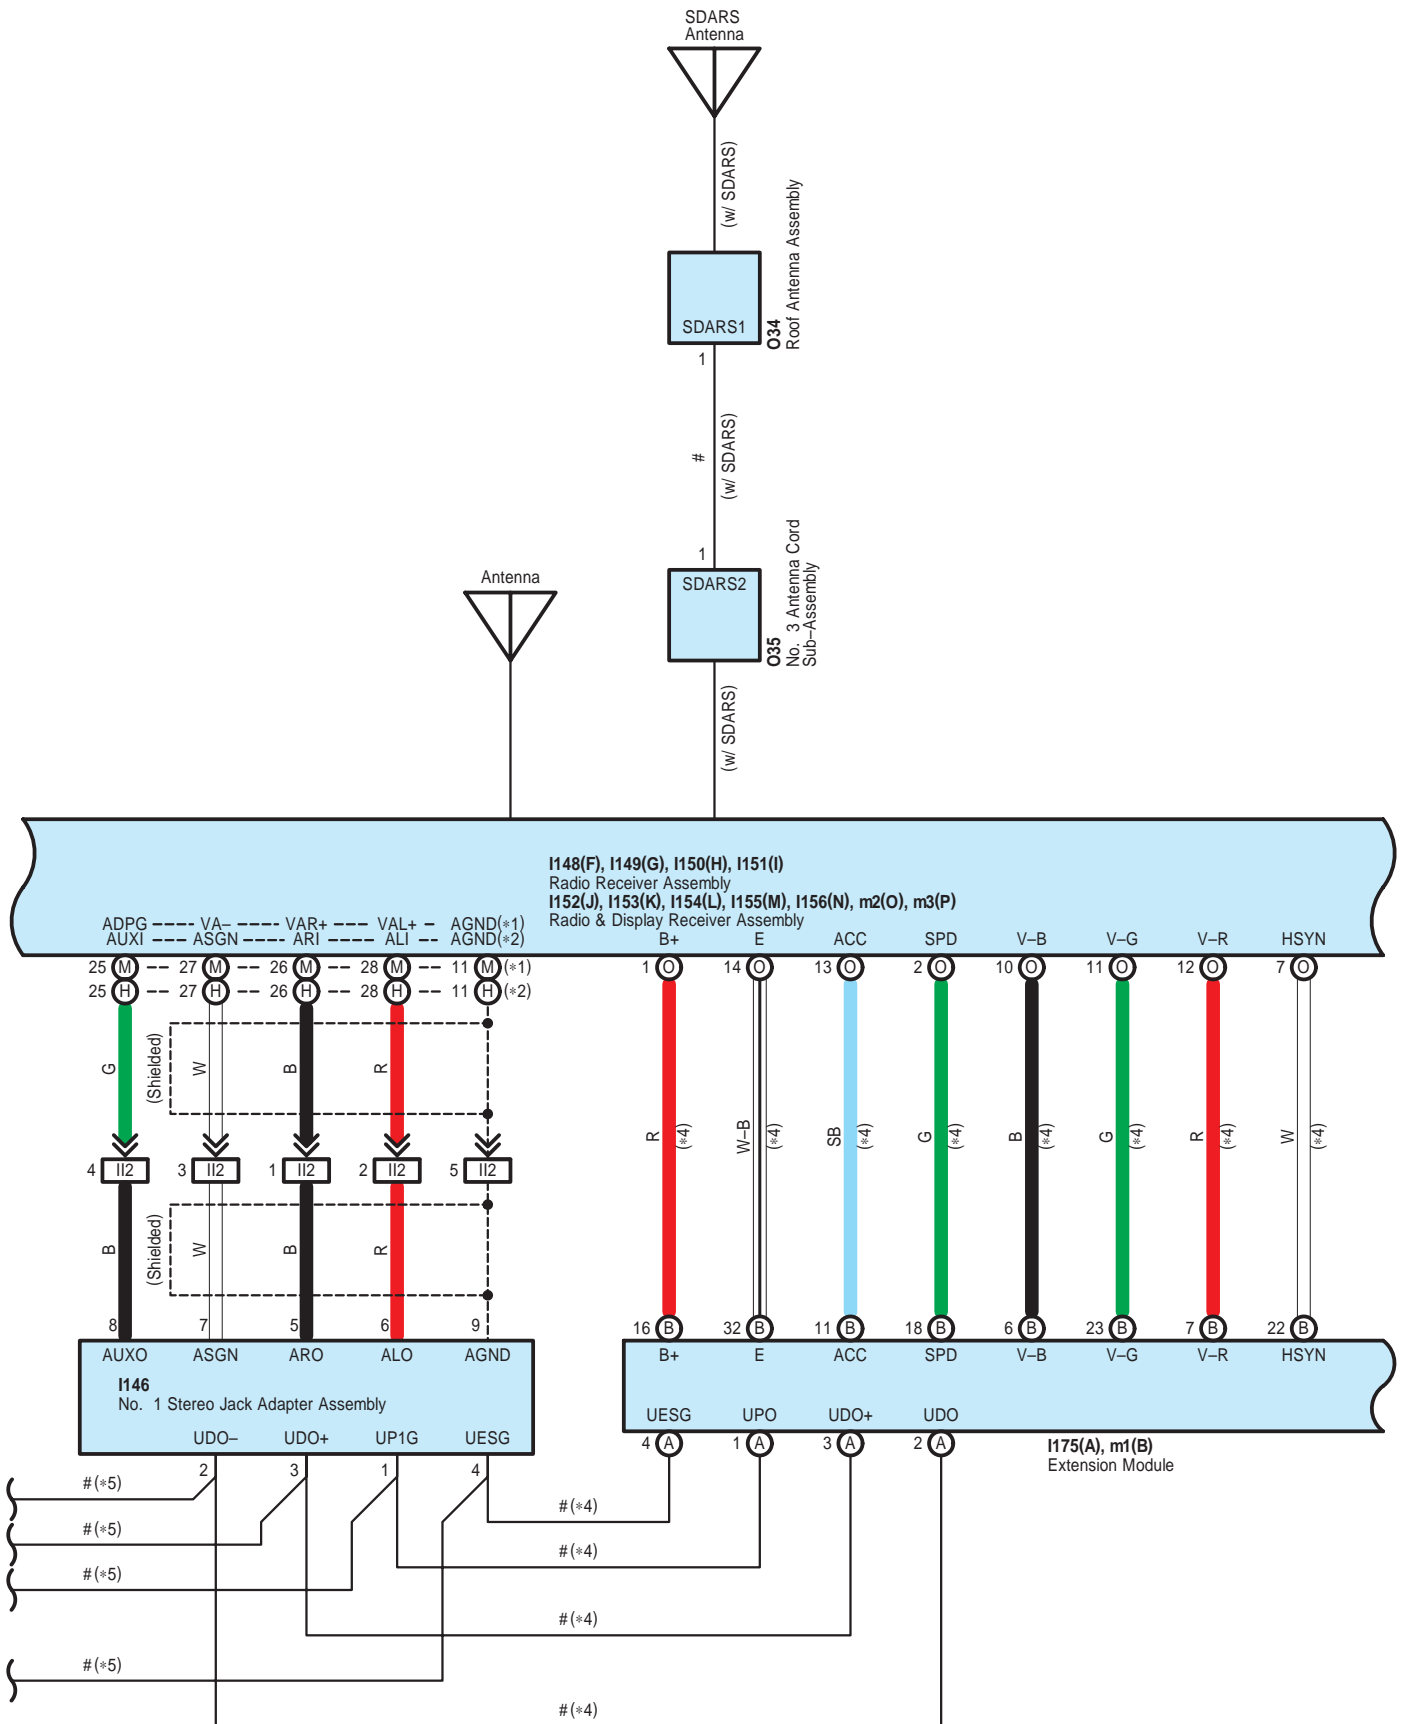 SDARS
Antenna
(w/ SDARS)
SDARS1
O34
Roof Antenna Assembly
1
#
(w/ SDARS)
1
SDARS2
O35
No. 3 Antenna Cord
Sub–Assembly
Antenna
(w/ SDARS)
I148(F), I149(G), I150(H), I151(I)
Radio Receiver Assembly
I152(J), I153(K), I154(L), I155(M), I156(N), m2(O), m3(P)
Radio & Display Receiver Assembly
ADPG VA– VAR+ VAL+ AGND(*1)
AUXI ASGN ARI ALI AGND(*2)
B+ E ACC SPD V–B V–G V–R HSYN
25 M 27 M 26 M 28 M 11 M (*1)
25 H 27 H 26 H 28 H 11 H (*2)
1 O 14 O 13 O 2 O 10 O 11 O 12 O 7 O
G (Shielded) W B R
R (*4) W–B (*4) SB (*4) G (*4) B (*4) G (*4) R (*4) W (*4)
4 II2 3 II2 1 II2 2 II2 5 II2
B (Shielded) W B R
8 7 5 6 9
16 B 32 B 11 B 18 B 6 B 23 B 7 B 22 B
AUXO ASGN ARO ALO AGND
B+ E ACC SPD V–B V–G V–R HSYN
I146
No. 1 Stereo Jack Adapter Assembly
UDO– UDO+ UP1G UESG
UESG UPO UDO+ UDO
2 3 1 4
4 A 1 A 3 A 2 A
I175(A), m1(B)
Extension Module
#(*5)
#(*4)
#(*5)
#(*4)
#(*5)
#(*4)
#(*5)
#(*4)